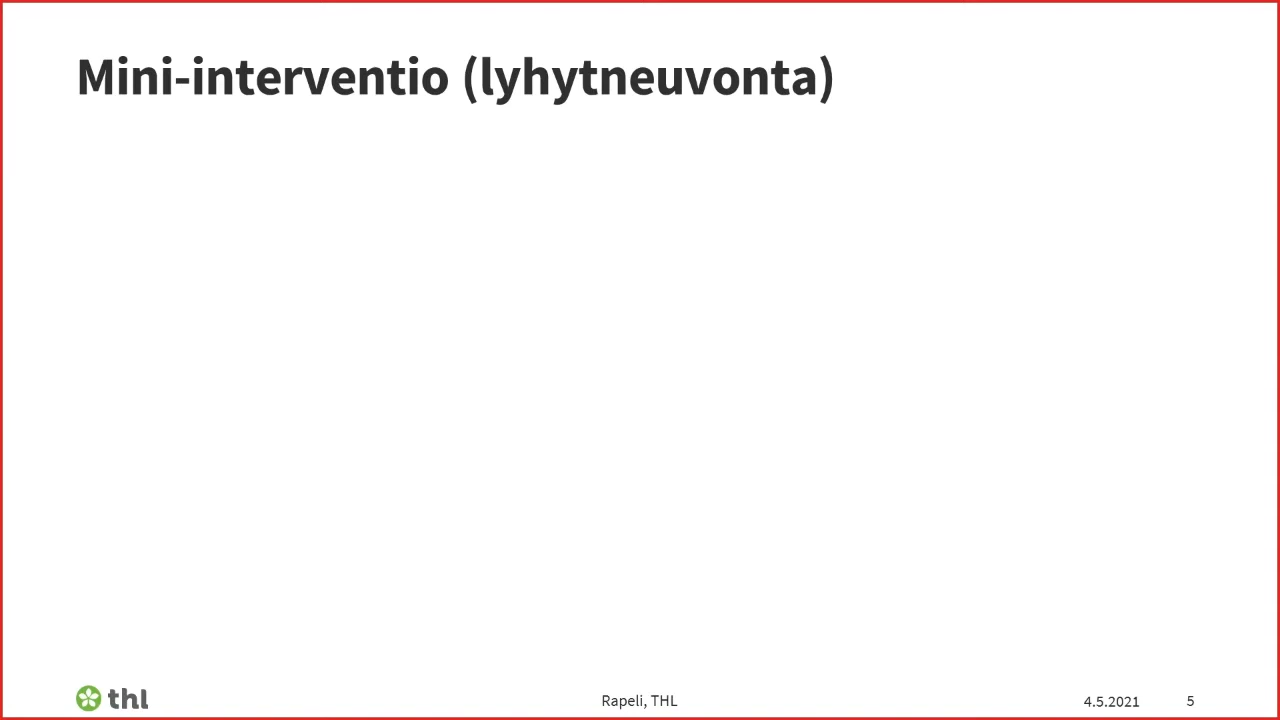 Mini-interventio (lyhytneuvonta)
thl
Rapeli, THL
4.5.2021
5